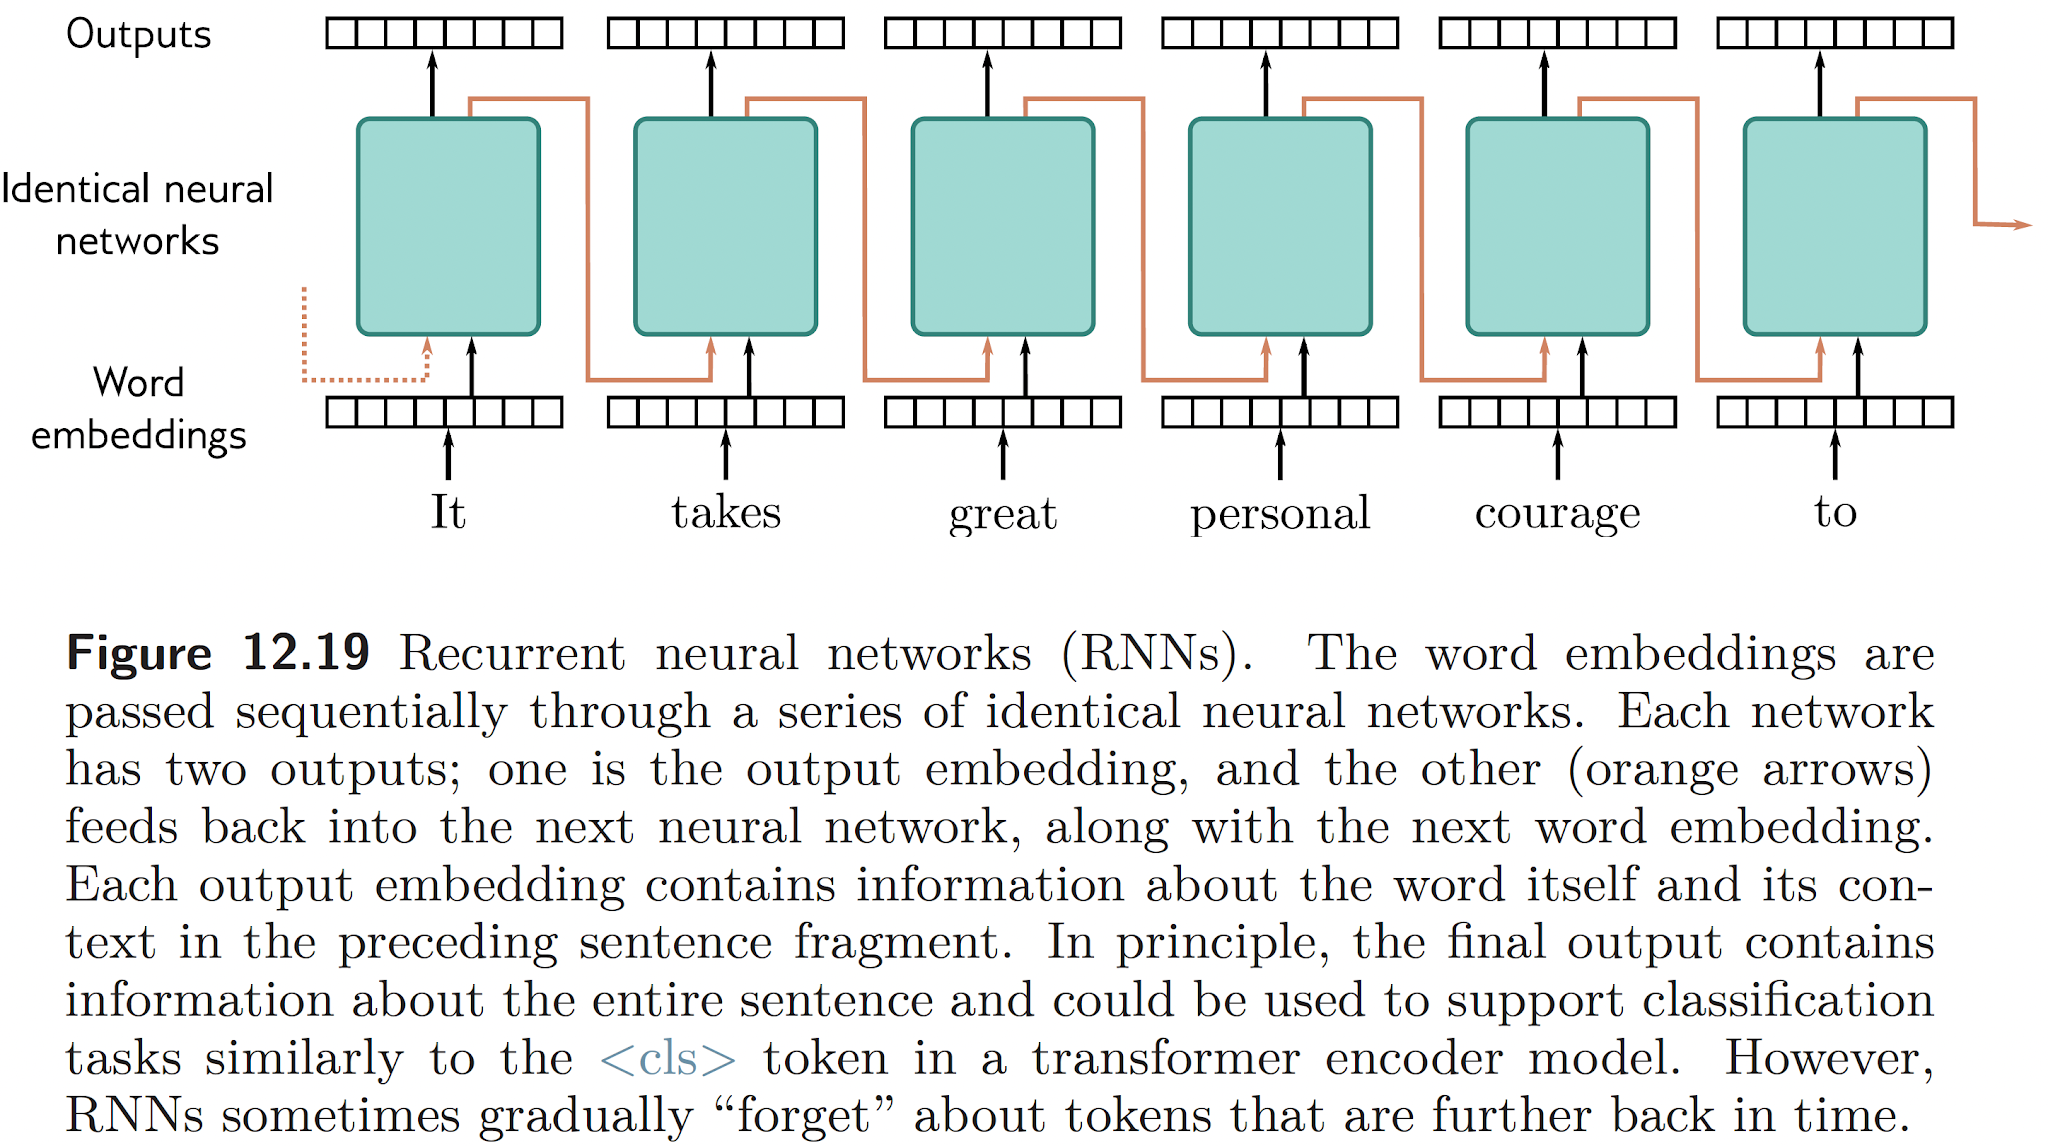 Outputs
Identical neural
networks
Word
embeddings
It takes great personal courage to
Figure 12.19 Recurrent neural networks (RNNs). The word embeddings are
passed sequentially through a series of identical neural networks. Each network
has two outputs; one is the output embedding, and the other (orange arrows)
feeds back into the next neural network, along with the next word embedding.
Each output embedding contains information about the word itself and its con-
text in the preceding sentence fragment. In principle, the final output contains
information about the entire sentence and could be used to support classification
tasks similarly to the <cls> token in a transformer encoder model. However,
RNNs sometimes gradually “forget” about tokens that are further back in time.